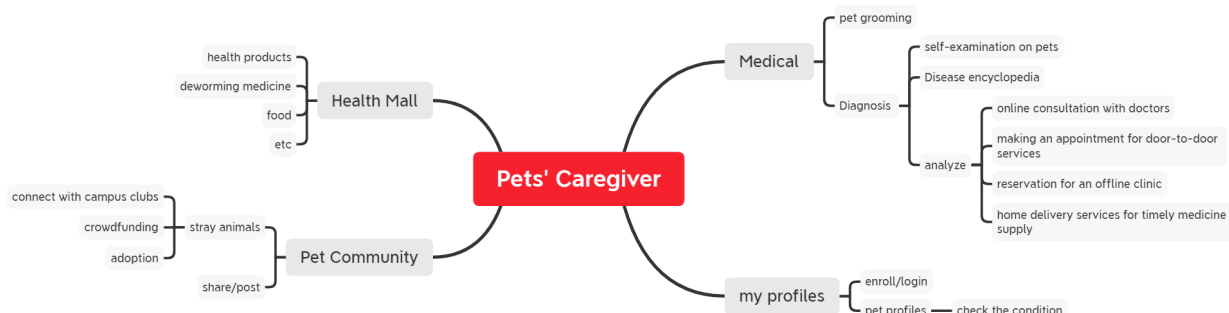 Pets' Caregiver
Medical
pet grooming
Diagnosis
self-examination on pets
Disease encyclopedia
analyze
online consultation with doctors
making an appointment for door-to-door
services
reservation for an offline clinic
home delivery services for timely medicine
supply
my profiles
enroll/login
pet profiles
check the condition
Health Mall
health products
deworming medicine
food
etc
Pet Community
stray animals
connect with campus clubs
crowdfunding
adoption
share/post